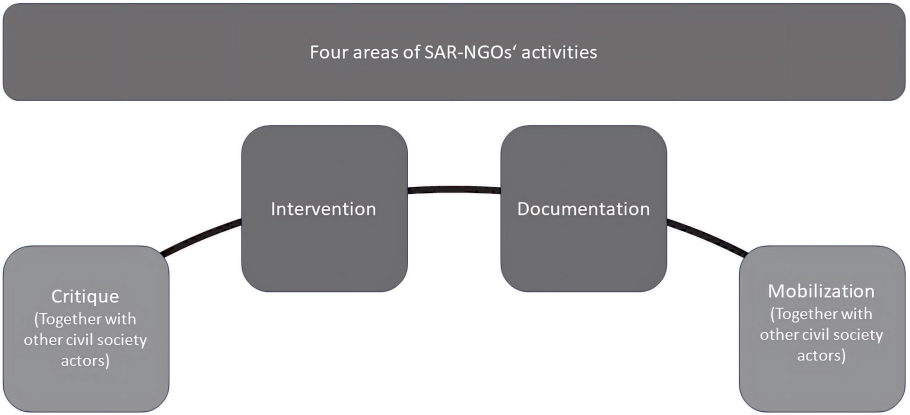 Four areas of SAR-NGOs‘ activities
Intervention
Documentation
Critique
(Together with
other civil society
actors)
Mobilization
(Together with
other civil society
actors)